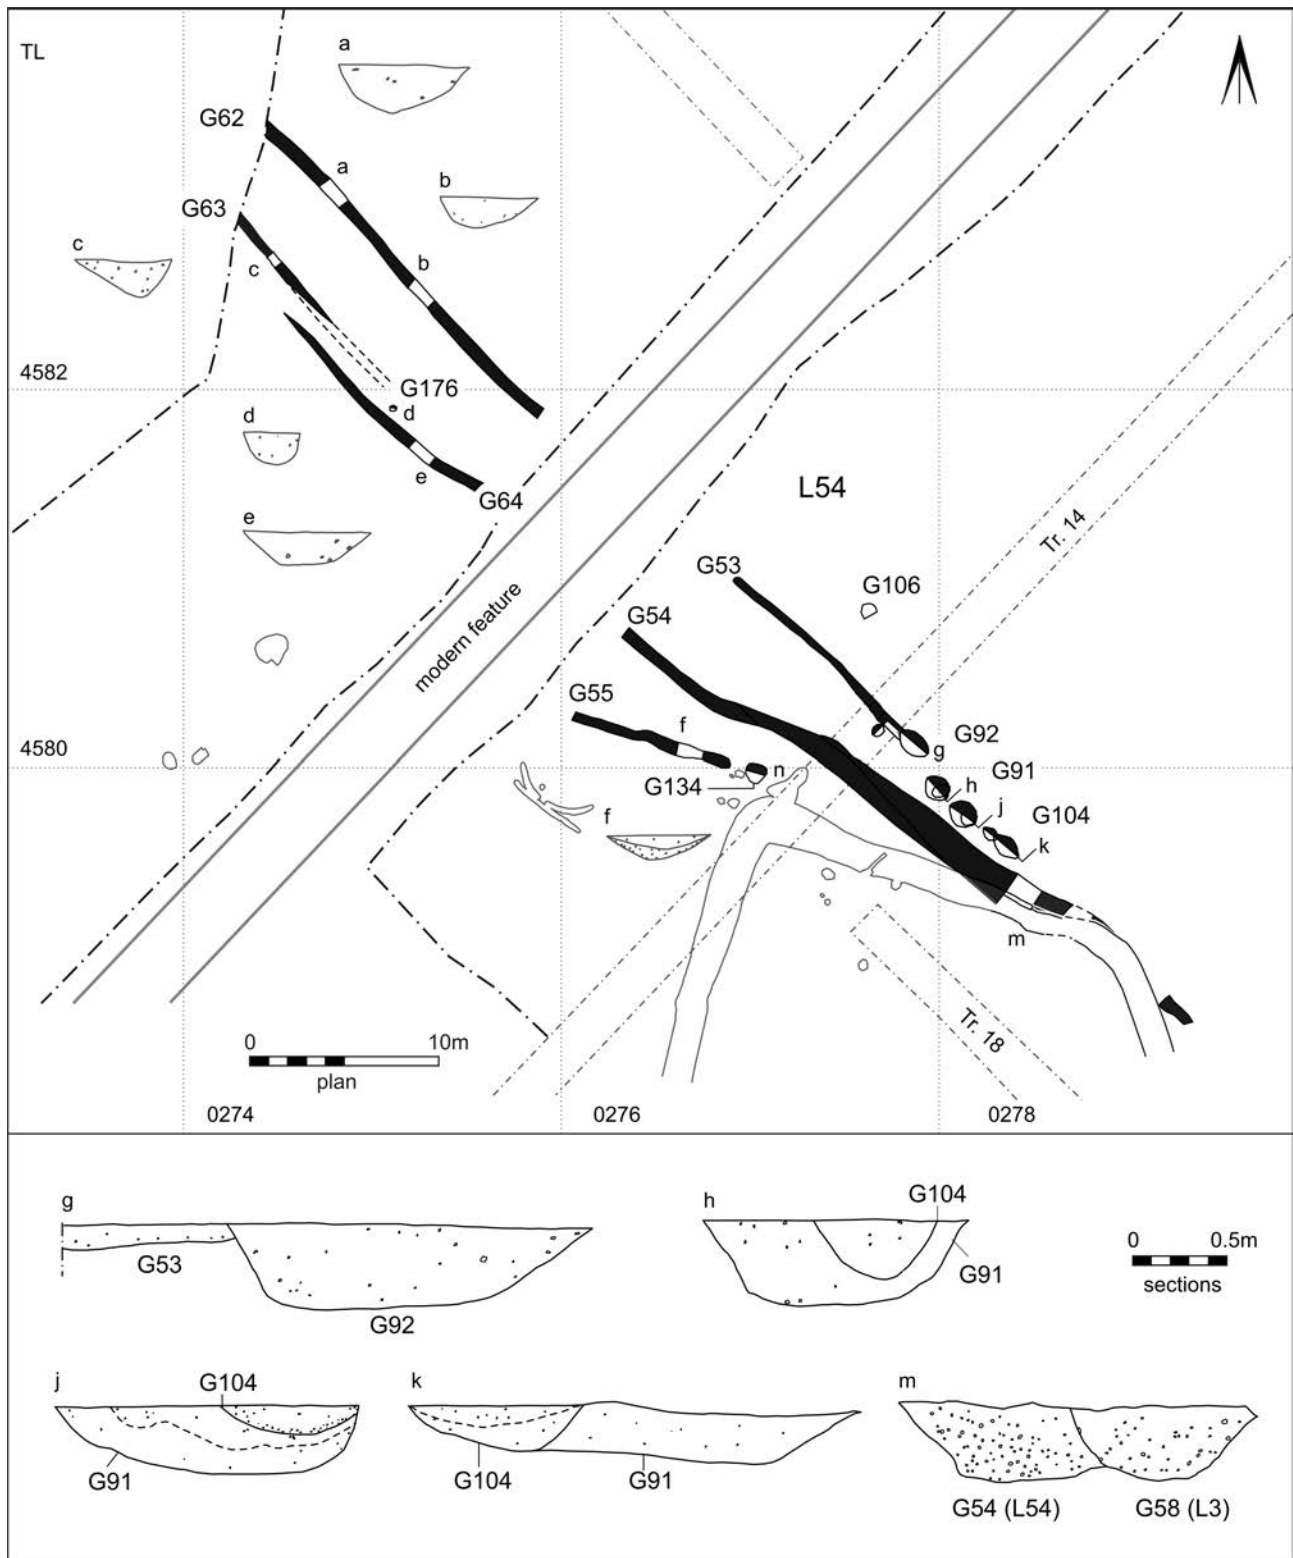 TL
a
G62
a
b
G63
c
c
b
4582
G176
d
d
e
G64
e
L54
Tr. 14
G53
G106
G54
modern feature
G55
f
G92
g
4580
G91
n
h
G134
j
G104
f
k
m
0 10m
plan
Tr. 18
0274 0276 0278
g
G53
G92
h
G104
G91
0 0.5m
sections
j
G104
G91
k
G104
G91
m
G54 (L54)
G58 (L3)